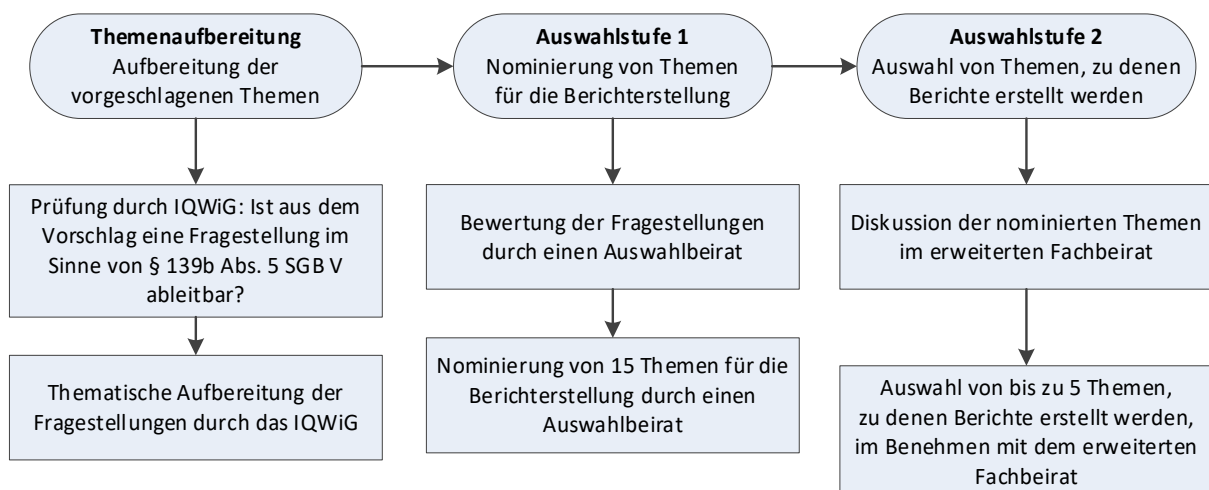 Themenaufbereitung
Aufbereitung der
vorgeschlagenen Themen
Prüfung durch IQWiG: Ist aus dem
Vorschlag eine Fragestellung im
Sinne von § 139b Abs. 5 SGB V
ableitbar?
Thematische Aufbereitung der
Fragestellungen durch das IQWiG
Auswahlstufe 1
Nominierung von Themen
für die Berichterstellung
Bewertung der Fragestellungen
durch einen Auswahlbeirat
Nominierung von 15 Themen für die
Berichterstellung durch einen
Auswahlbeirat
Auswahlstufe 2
Auswahl von Themen, zu denen
Berichte erstellt werden
Diskussion der nominierten Themen
im erweiterten Fachbeirat
Auswahl von bis zu 5 Themen,
zu denen Berichte erstellt werden,
im Benehmen mit dem erweiterten
Fachbeirat